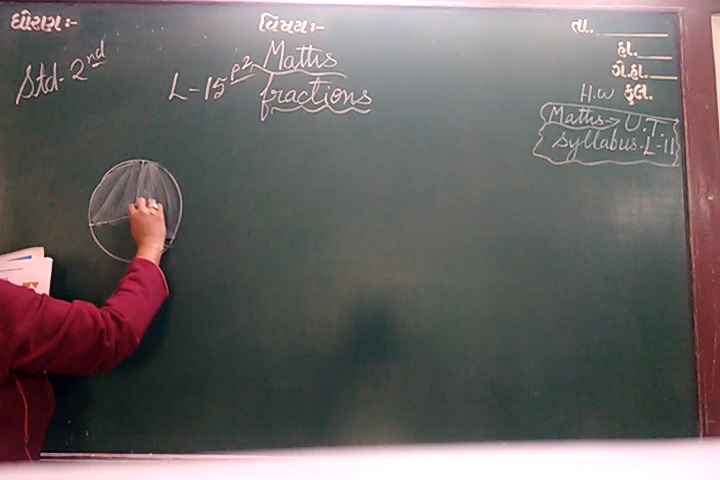 ધોરણ :-
વિષય :-
તા.
હા.
ગે.હા.
H.W કુલ.
Std - 2nd
L - 15 P2. Maths
fractions
Maths -> U.T.
Syllabus - L-11